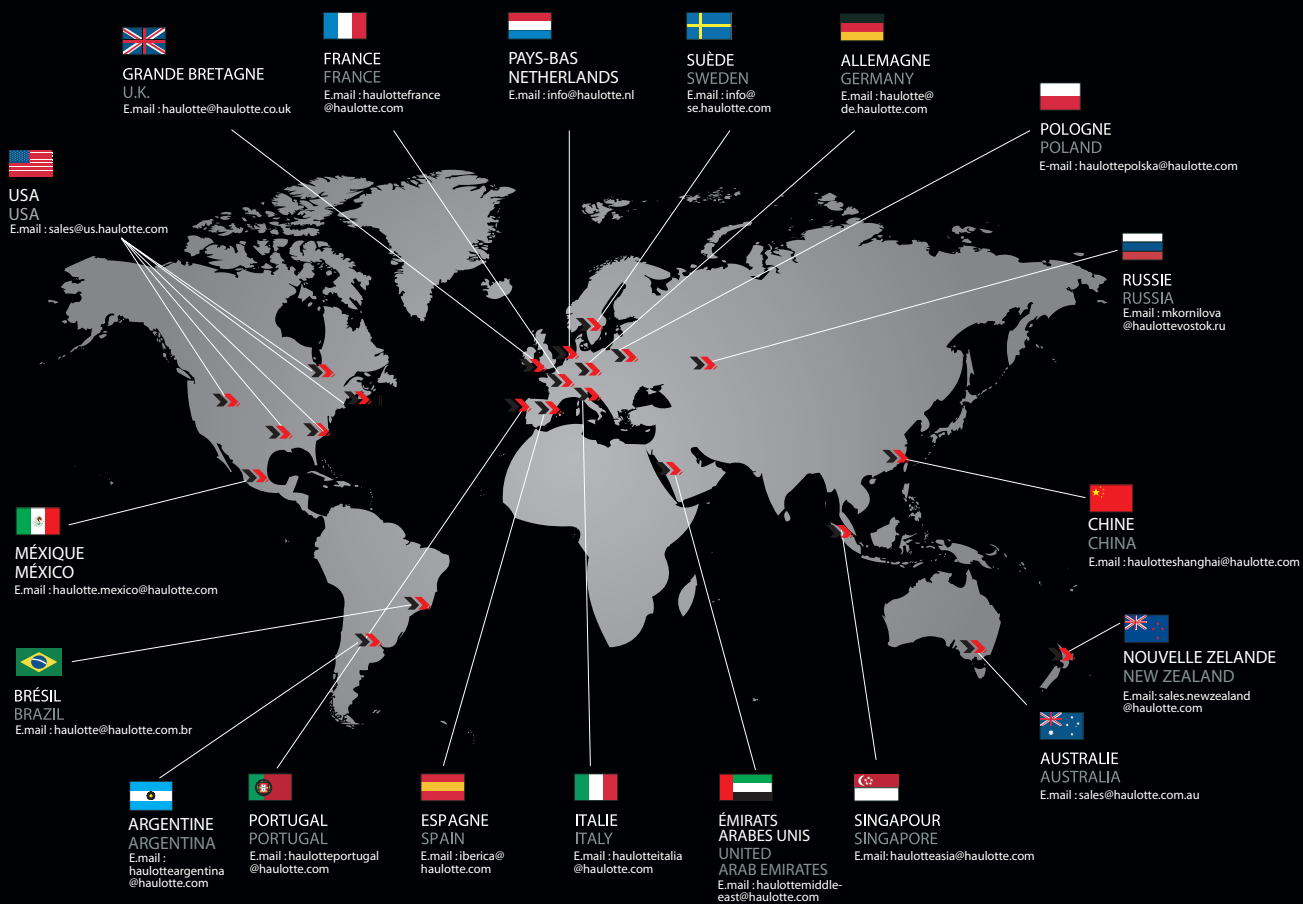 GRANDE BRETAGNE
U.K.
E.mail : haulotte@haulotte.co.uk
FRANCE
FRANCE
E.mail : haulottefrance
@haulotte.com
PAYS-BAS
NETHERLANDS
E.mail : info@haulotte.nl
SUÈDE
SWEDEN
E.mail : info@
se.haulotte.com
ALLEMAGNE
GERMANY
E.mail : haulotte@
de.haulotte.com
POLOGNE
POLAND
E-mail : haulottepolska@haulotte.com
USA
USA
E.mail : sales@us.haulotte.com
RUSSIE
RUSSIA
E.mail : mkornilova
@haulottevostok.ru
CHINE
CHINA
E.mail : haulotteshanghai@haulotte.com
MÉXIQUE
MÉXICO
E.mail : haulotte.mexico@haulotte.com
NOUVELLE ZELANDE
NEW ZEALAND
E.mail: sales.newzealand
@haulotte.com
BRÉSIL
BRAZIL
E.mail : haulotte@haulotte.com.br
AUSTRALIE
AUSTRALIA
E.mail : sales@haulotte.com.au
ARGENTINE
ARGENTINA
E.mail :
haulotteargentina
@haulotte.com
PORTUGAL
PORTUGAL
E.mail : haulotteportugal
@haulotte.com
ESPAGNE
SPAIN
E.mail : iberica@
haulotte.com
ITALIE
ITALY
E.mail : haulotteitalia
@haulotte.com
ÉMIRATS
ARABES UNIS
UNITED
ARAB EMIRATES
E.mail : haulottemiddle-
east@haulotte.com
SINGAPOUR
SINGAPORE
E.mail: haulotteasia@haulotte.com